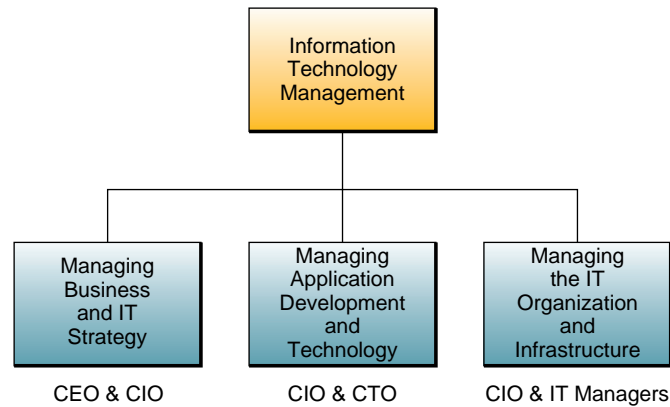 Information
Technology
Management
Managing
Business
and IT
Strategy
Managing
Application
Development
and
Technology
Managing
the IT
Organization
and
Infrastructure
CEO & CIO
CIO & CTO
CIO & IT Managers